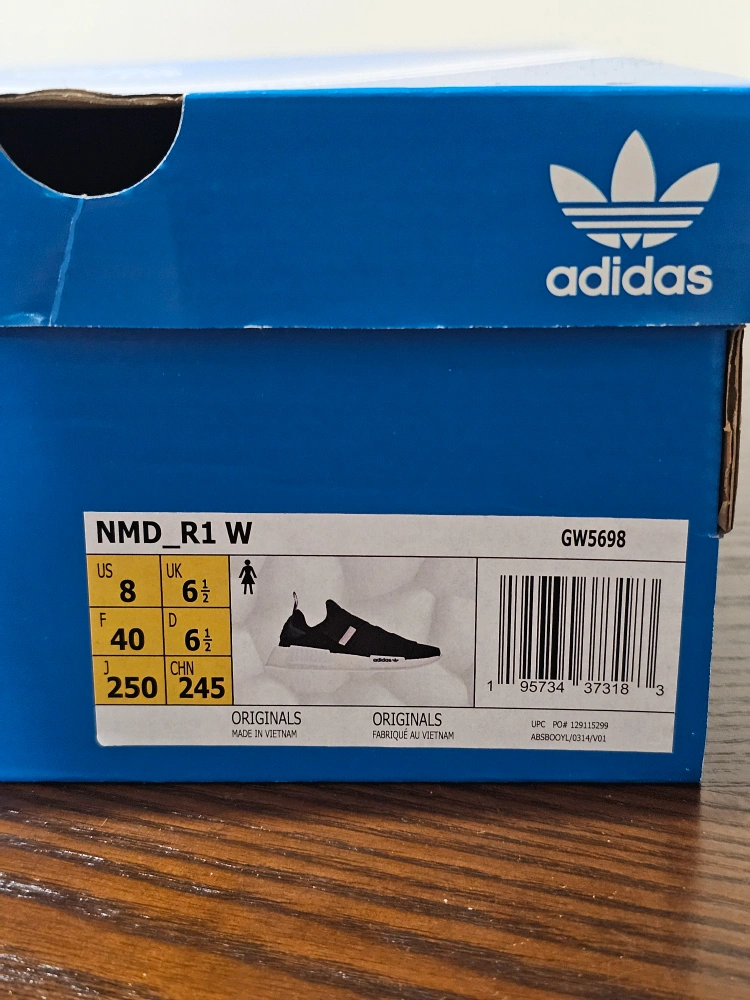 adidas
NMD_R1 W
GW5698
US 8 UK 6½
F 40 D 6½
J 250 CHN 245
adidas
1 95734 37318 3
ORIGINALS
MADE IN VIETNAM
ORIGINALS
FABRIQUÉ AU VIETNAM
UPC PO# 129115299
ABSBOOYL/0314/V01